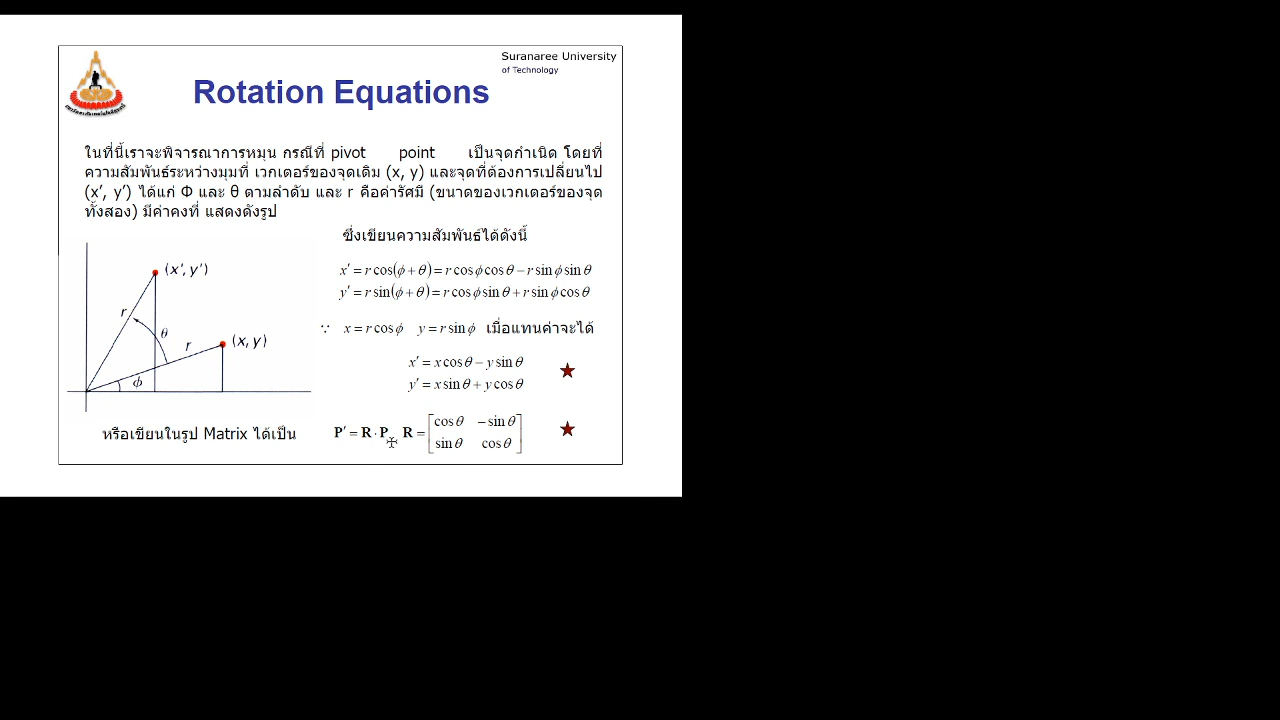 Suranaree University
of Technology
Rotation Equations
ในที่นี้เราจะพิจารณาการหมุน กรณีที่ pivot point เป็นจุดกำเนิด โดยที่
ความสัมพันธ์ระหว่างมุมที่ เวกเตอร์ของจุดเดิม (x, y) และจุดที่ต้องการเปลี่ยนไป
(x’, y’) ได้แก่ Φ และ θ ตามลำดับ และ r คือค่ารัศมี (ขนาดของเวกเตอร์ของจุด
ทั้งสอง) มีค่าคงที่ แสดงดังรูป
ซึ่งเขียนความสัมพันธ์ได้ดังนี้
x′ = r cos(ϕ + θ) = r cos ϕ cos θ − r sin ϕ sin θ
y′ = r sin(ϕ + θ) = r cos ϕ sin θ + r sin ϕ cos θ
∵ x = r cos ϕ y = r sin ϕ เมื่อแทนค่าจะได้
x′ = x cos θ − y sin θ
y′ = x sin θ + y cos θ
(x′, y′)
r
θ
r
(x, y)
ϕ
หรือเขียนในรูป Matrix ได้เป็น
P′ = R · P, R = [cos θ −sin θ
sin θ cos θ]